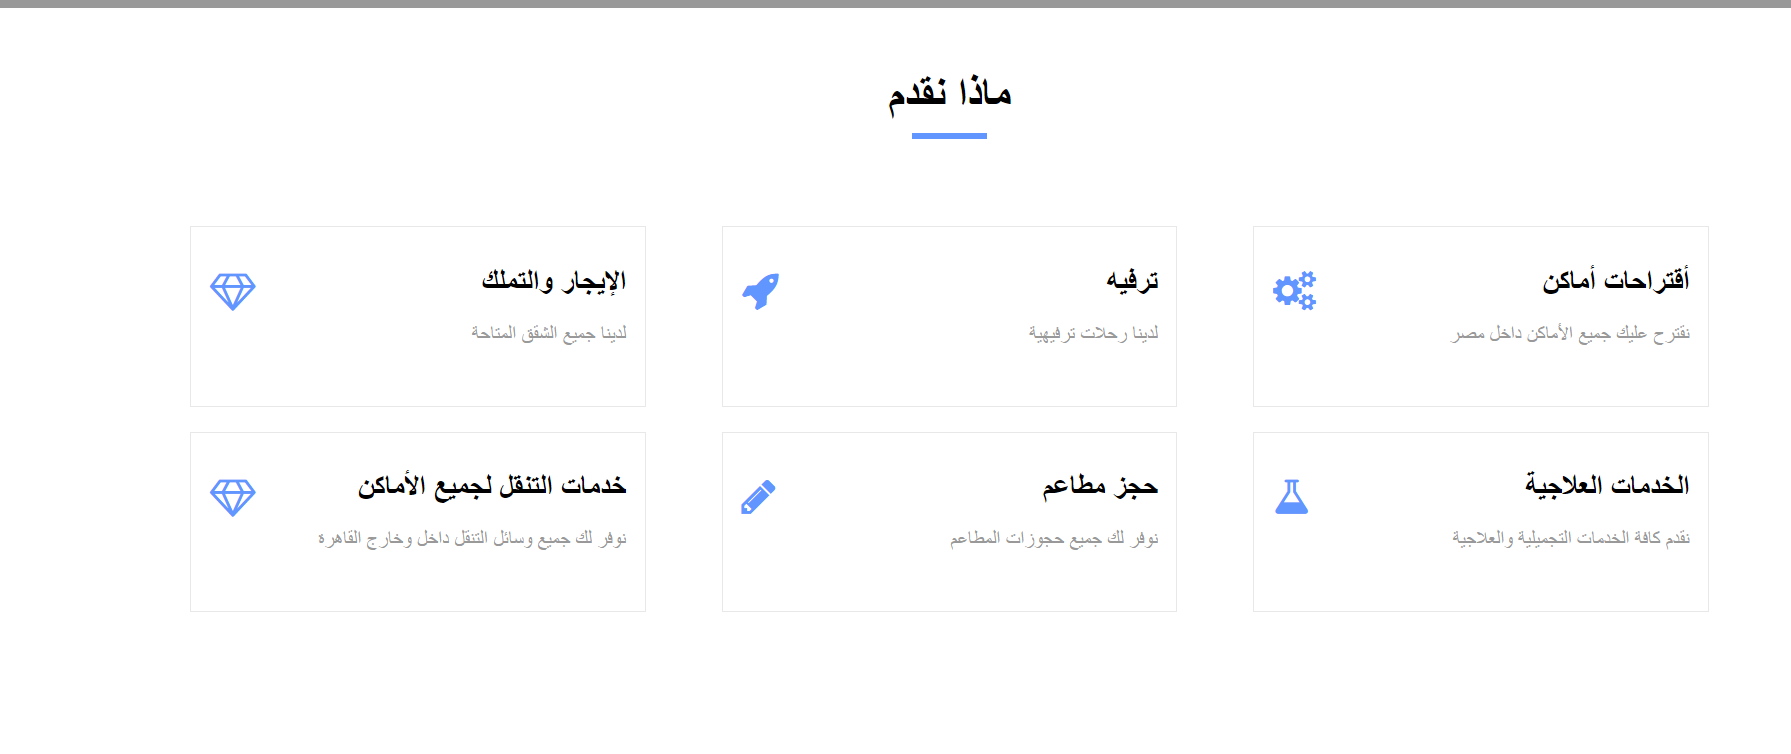 ماذا نقدم
أقتراحات أماكن
نقترح عليك جميع الأماكن داخل مصر
ترفيه
لدينا رحلات ترفيهية
الإيجار والتملك
لدينا جميع الشقق المتاحة
الخدمات العلاجية
نقدم كافة الخدمات التجميلية والعلاجية
حجز مطاعم
نوفر لك جميع حجوزات المطاعم
خدمات التنقل لجميع الأماكن
نوفر لك جميع وسائل التنقل داخل وخارج القاهرة